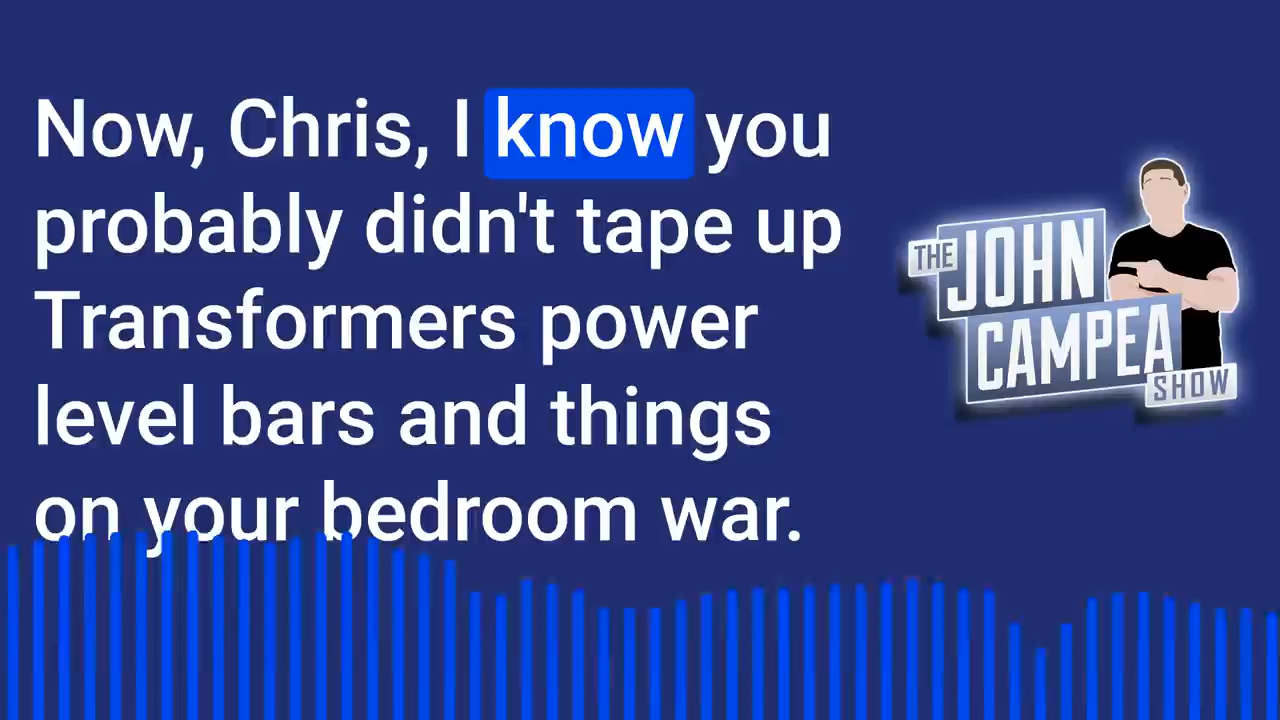 Now, Chris, I know you
probably didn't tape up
Transformers power
level bars and things
on your bedroom war.
THE JOHN
CAMPEA
SHOW